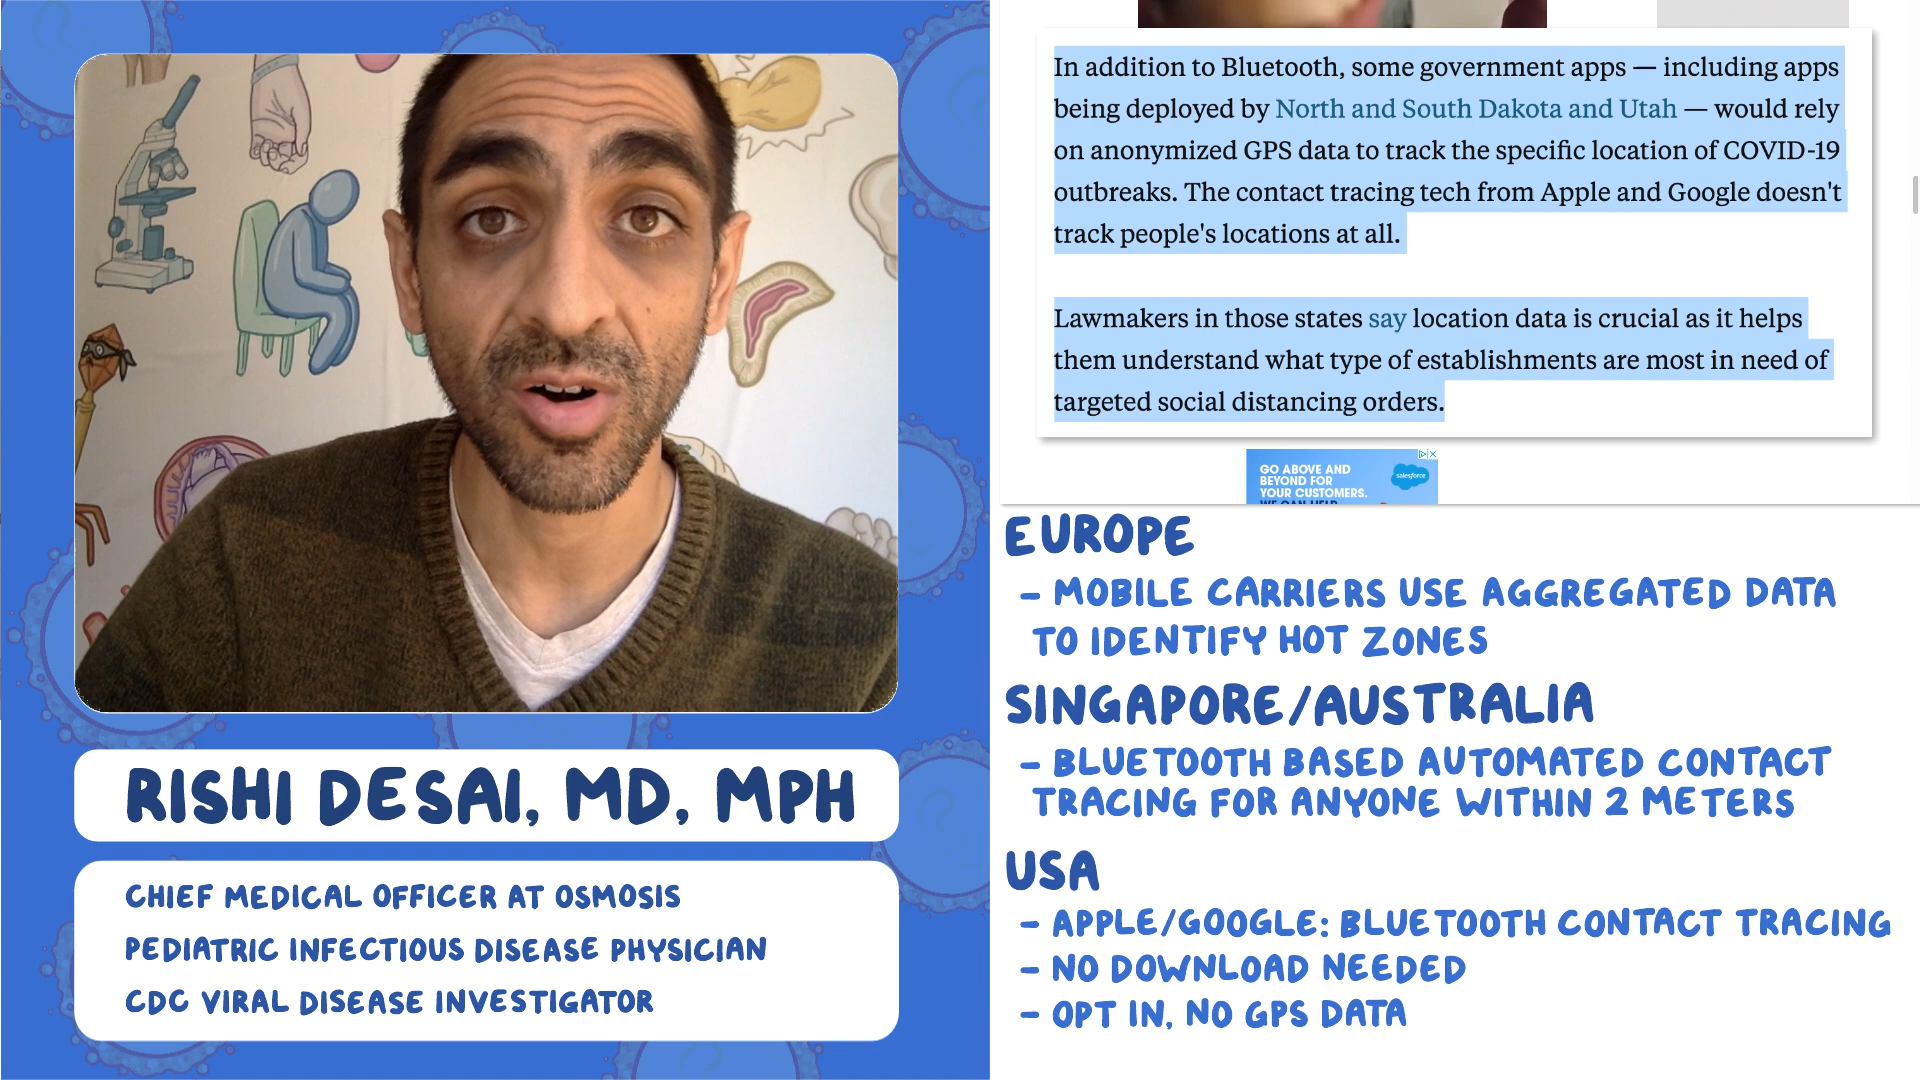 RISHI DESAI, MD, MPH
CHIEF MEDICAL OFFICER AT OSMOSIS
PEDIATRIC INFECTIOUS DISEASE PHYSICIAN
CDC VIRAL DISEASE INVESTIGATOR
In addition to Bluetooth, some government apps — including apps
being deployed by North and South Dakota and Utah — would rely
on anonymized GPS data to track the specific location of COVID-19
outbreaks. The contact tracing tech from Apple and Google doesn't
track people's locations at all.
Lawmakers in those states say location data is crucial as it helps
them understand what type of establishments are most in need of
targeted social distancing orders.
GO ABOVE AND
BEYOND FOR
YOUR CUSTOMERS.
WE CAN HELP
salesforce
EUROPE
- MOBILE CARRIERS USE AGGREGATED DATA
TO IDENTIFY HOT ZONES
SINGAPORE/AUSTRALIA
- BLUETOOTH BASED AUTOMATED CONTACT
TRACING FOR ANYONE WITHIN 2 METERS
USA
- APPLE/GOOGLE: BLUETOOTH CONTACT TRACING
- NO DOWNLOAD NEEDED
- OPT IN, NO GPS DATA